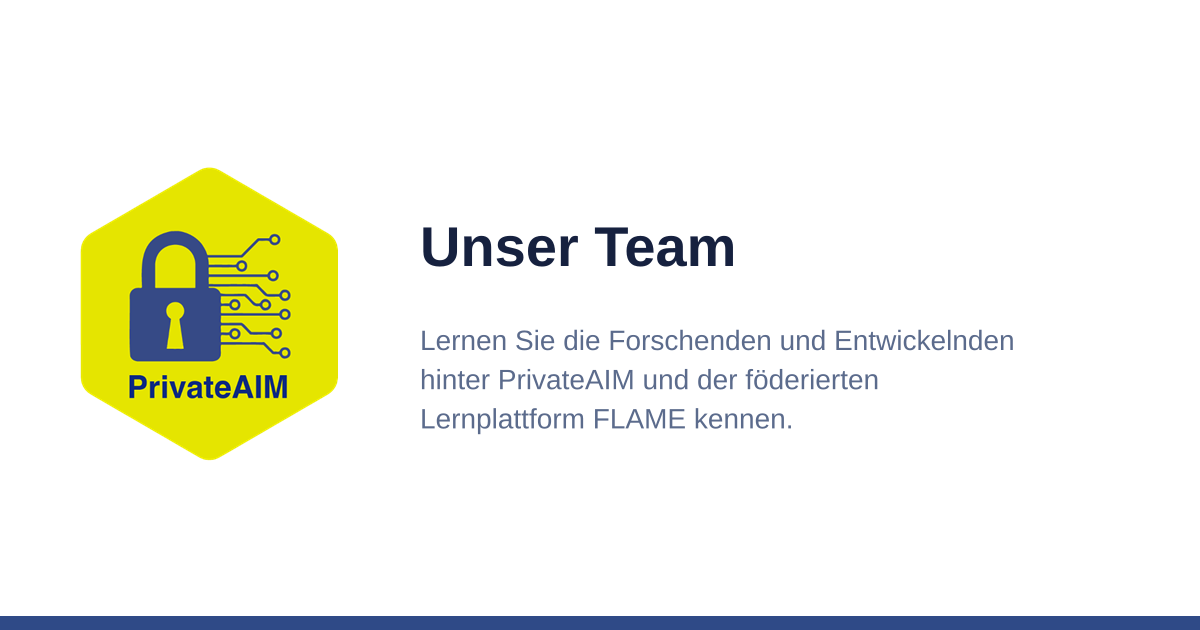 PrivateAIM
Unser Team
Lernen Sie die Forschenden und Entwickelnden
hinter PrivateAIM und der föderierten
Lernplattform FLAME kennen.